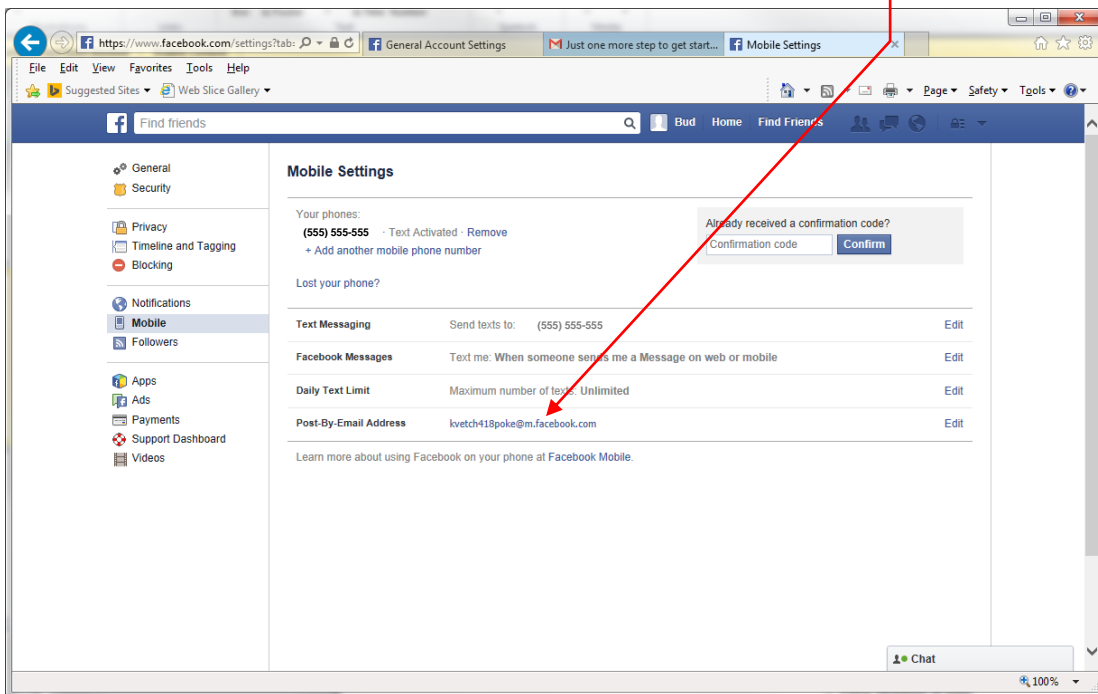 https://www.facebook.com/settings?tab:
General Account Settings
Just one more step to get start...
Mobile Settings
File Edit View Favorites Tools Help
Suggested Sites Web Slice Gallery
Page Safety Tools
Find friends
Bud Home Find Friends
General
Security
Privacy
Timeline and Tagging
Blocking
Notifications
Mobile
Followers
Apps
Ads
Payments
Support Dashboard
Videos
Mobile Settings
Your phones:
(555) 555-555 · Text Activated · Remove
+ Add another mobile phone number
Lost your phone?
Already received a confirmation code?
Confirmation code Confirm
Text Messaging Send texts to: (555) 555-555 Edit
Facebook Messages Text me: When someone sends me a Message on web or mobile Edit
Daily Text Limit Maximum number of texts: Unlimited Edit
Post-By-Email Address kvetch418poke@m.facebook.com Edit
Learn more about using Facebook on your phone at Facebook Mobile.
Chat
100%